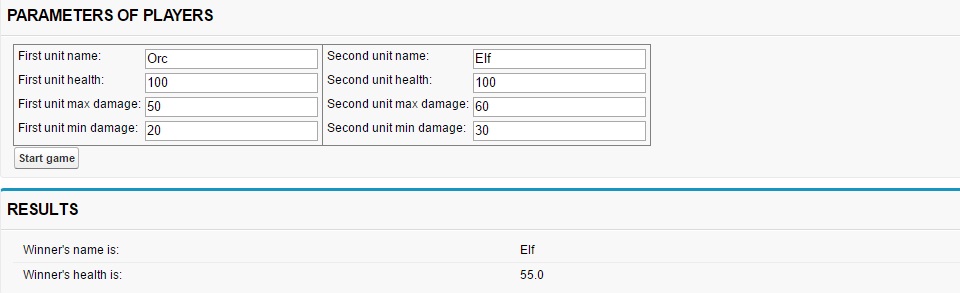 PARAMETERS OF PLAYERS
First unit name: Orc Second unit name: Elf
First unit health: 100 Second unit health: 100
First unit max damage: 50 Second unit max damage: 60
First unit min damage: 20 Second unit min damage: 30
Start game
RESULTS
Winner's name is: Elf
Winner's health is: 55.0